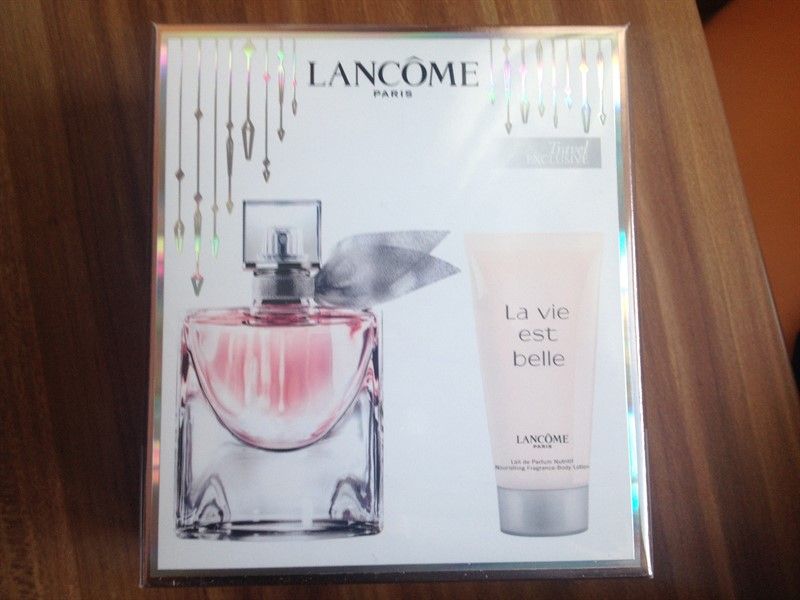 LANCÔME
PARIS
Travel
EXCLUSIVE
La vie
est
belle
LANCÔME
PARIS
Lait de Parfum Nutritif
Nourishing Fragrance-Body Lotion